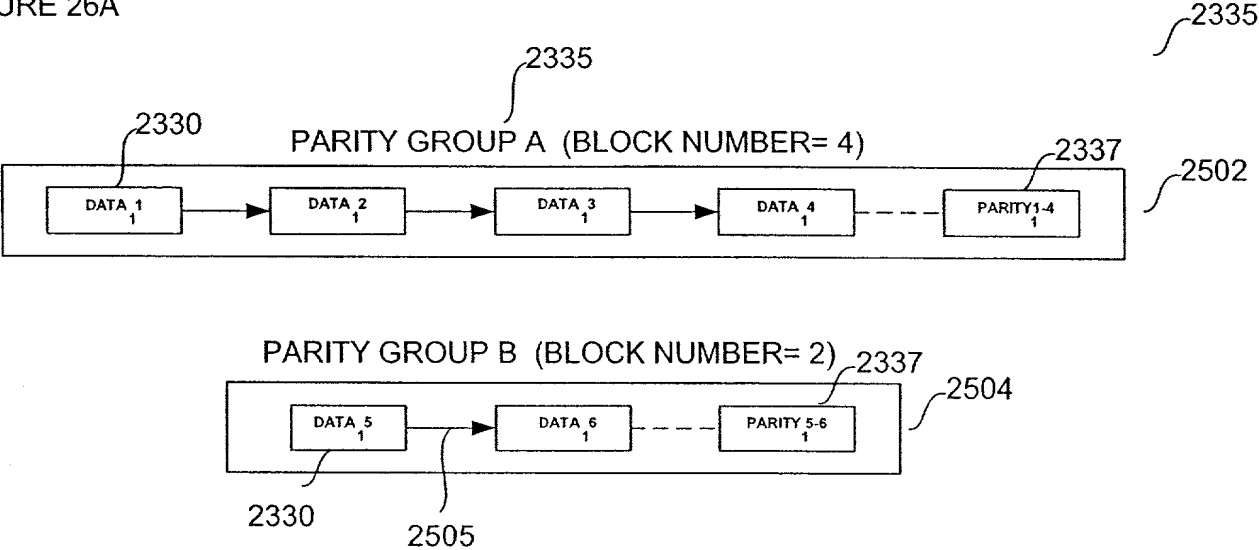 URE 26A
2335
2335
2330
PARITY GROUP A (BLOCK NUMBER= 4)
2337
2502
DATA 1
1
DATA 2
1
DATA 3
1
DATA 4
1
PARITY 1-4
1
PARITY GROUP B (BLOCK NUMBER= 2)
2337
2504
DATA 5
1
DATA 6
1
PARITY 5-6
1
2330
2505